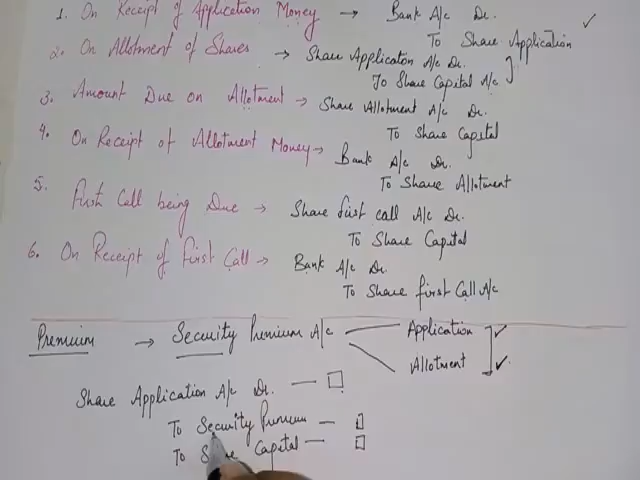 1. On Receipt of Application Money → Bank A/c Dr.
To Share Application
2. On Allotment of Shares → Share Applicaton A/c Dr.
To Share Capital A/c
3. Amount Due on Allotment → Share Allotment A/c Dr.
To Share Capital
4. On Receipt of Allotment Money → Bank A/c Dr.
To Share Allotment
5. First Call being Due → Share first call A/c Dr.
To Share Capital
6. On Receipt of First Call → Bank A/c Dr.
To Share first Call A/c
Premium → Security Premium A/c Application
Allotment
Share Application A/c Dr. —
To Security Premium —
To Capital —